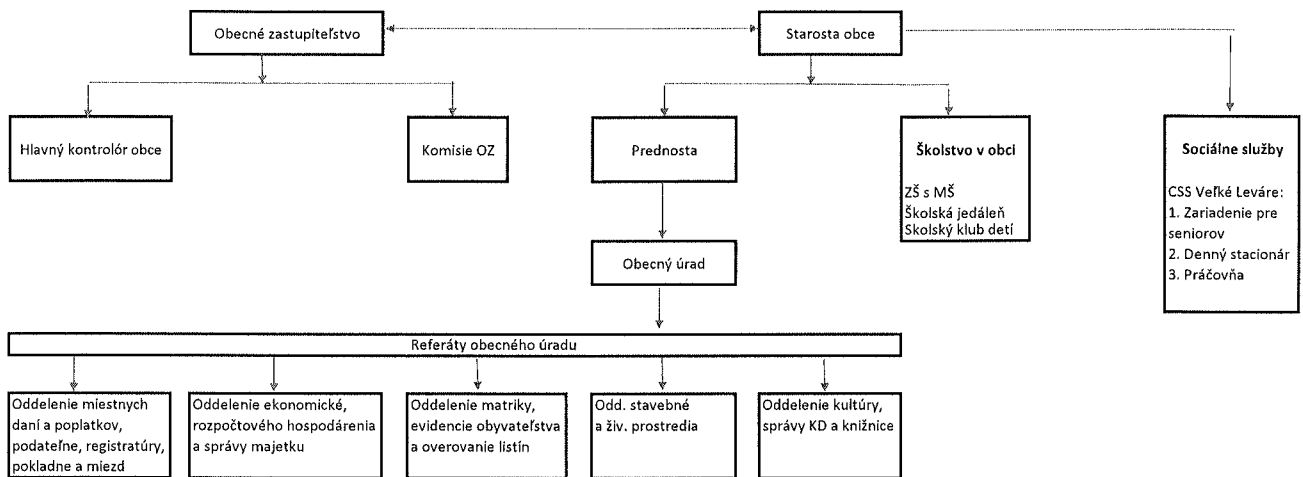 Obecné zastupiteľstvo
Starosta obce
Hlavný kontrolór obce
Komisie OZ
Prednosta
Školstvo v obci
ZŠ s MŠ
Školská jedáleň
Skolský klub detí
Sociálne služby
CSS Veľké Leváre:
1. Zariadenie pre
seniorov
2. Denný stacionár
3. Práčovňa
Obecný úrad
Referáty obecného úradu
Oddelenie miestnych
daní a poplatkov,
podateľne, registratúry,
pokladne a miezd
Oddelenie ekonomické,
rozpočtového hospodárenia
a správy majetku
Oddelenie matriky,
evidencie obyvateľstva
a overovanie listín
Odd. stavebné
a živ. prostredia
Oddelenie kultúry,
správy KD a knižnice